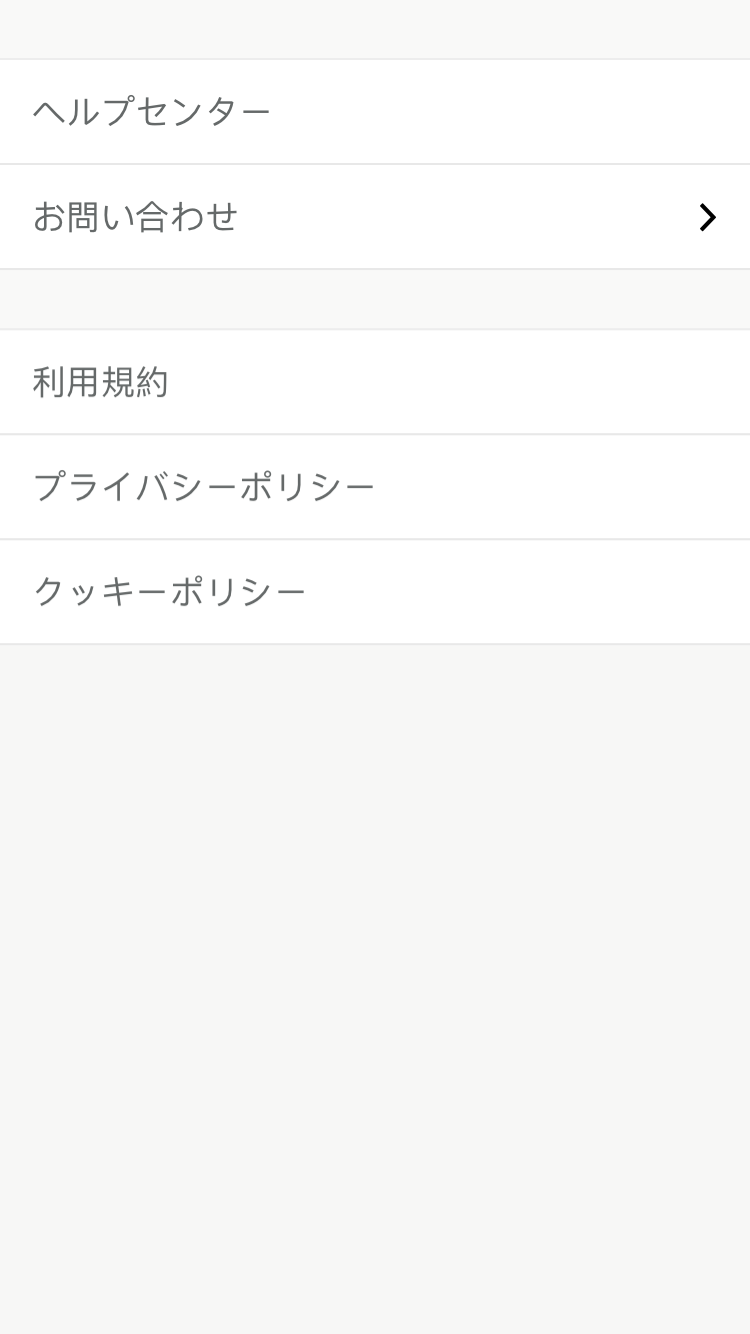 ヘルプセンター
お問い合わせ
利用規約
プライバシーポリシー
クッキーポリシー